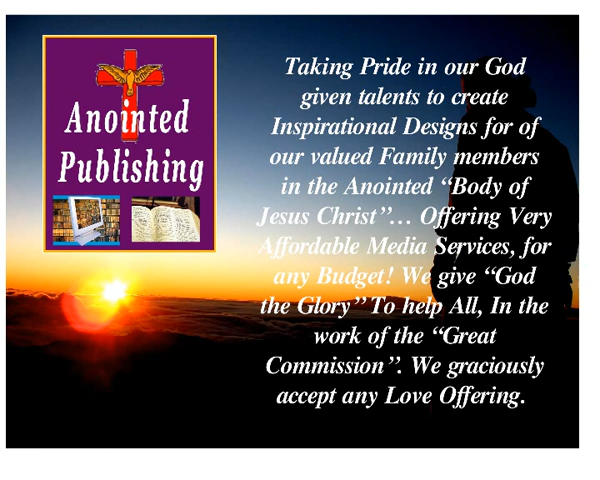 Anointed
Publishing
Taking Pride in our God
given talents to create
Inspirational Designs for of
our valued Family members
in the Anointed “Body of
Jesus Christ”… Offering Very
Affordable Media Services, for
any Budget! We give “God
the Glory” To help All, In the
work of the “Great
Commission”. We graciously
accept any Love Offering.